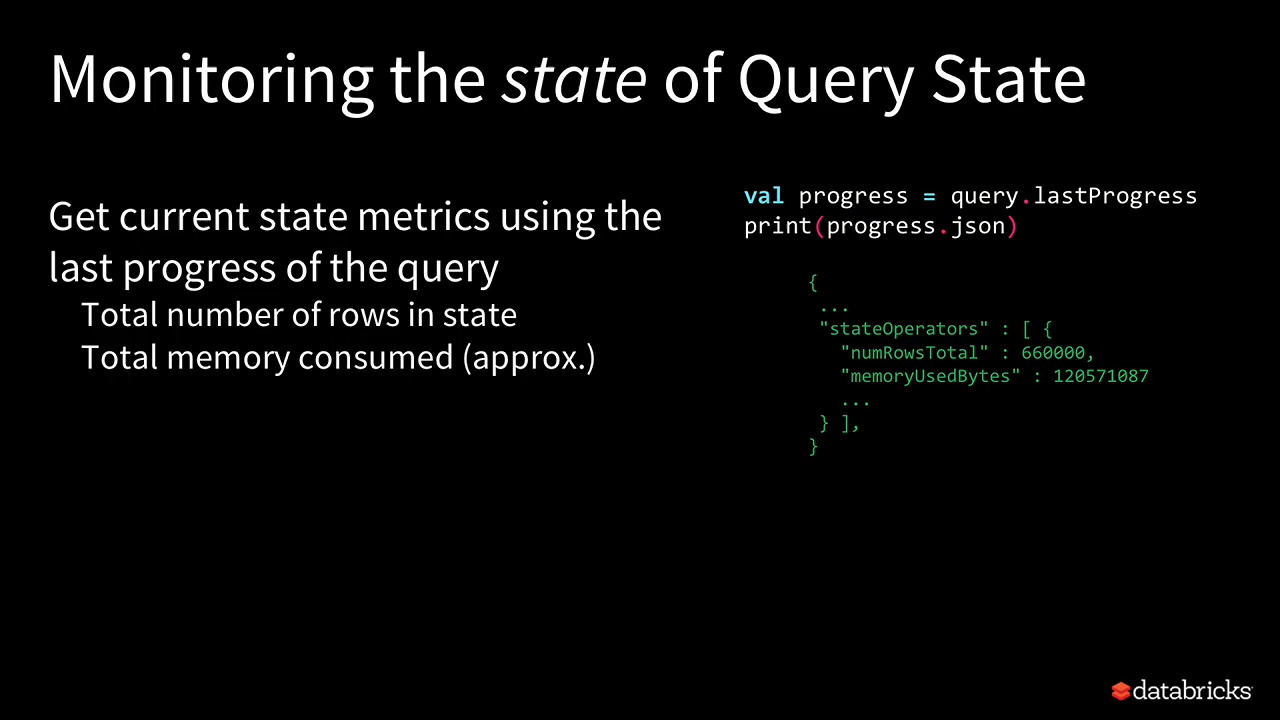 Monitoring the state of Query State
Get current state metrics using the
last progress of the query
Total number of rows in state
Total memory consumed (approx.)
val progress = query.lastProgress
print(progress.json)
{
...
"stateOperators" : [ {
"numRowsTotal" : 660000,
"memoryUsedBytes" : 120571087
...
} ],
}
databricks